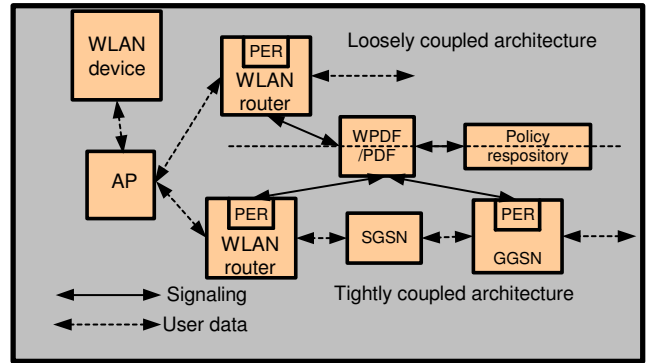 WLAN
device
PER
WLAN
router
Loosely coupled architecture
WPDF
/PDF
Policy
respository
AP
PER
WLAN
router
SGSN
PER
GGSN
Signaling
Tightly coupled architecture
User data